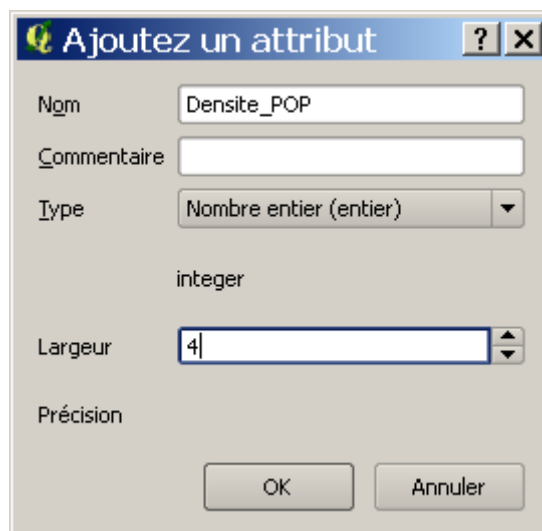 Ajoutez un attribut
Nom Densite_POP
Commentaire
Type Nombre entier (entier)
integer
Largeur 4
Précision
OK Annuler